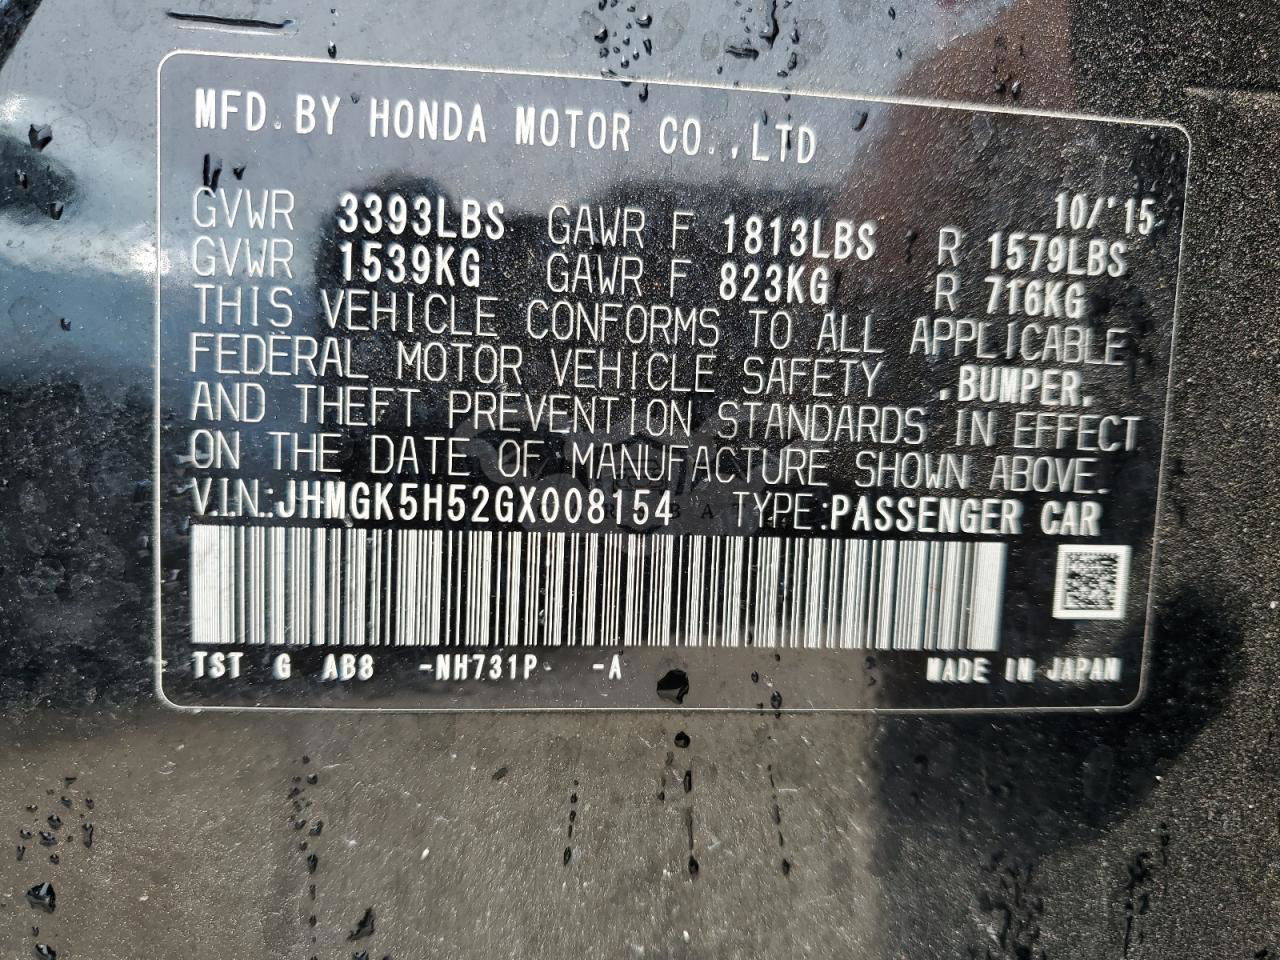 MFD. BY HONDA MOTOR CO., LTD
10/'15
GVWR 3393LBS GAWR F 1813LBS R 1579LBS
GVWR 1539KG GAWR F 823KG R 716KG
THIS VEHICLE CONFORMS TO ALL APPLICABLE
FEDERAL MOTOR VEHICLE SAFETY ,BUMPER,
AND THEFT PREVENTION STANDARDS IN EFFECT
ON THE DATE OF MANUFACTURE SHOWN ABOVE.
V.IN.:JHMGK5H52GX008154 TYPE:PASSENGER CAR
TST G AB8 -NH731P- -A MADE IN JAPAN